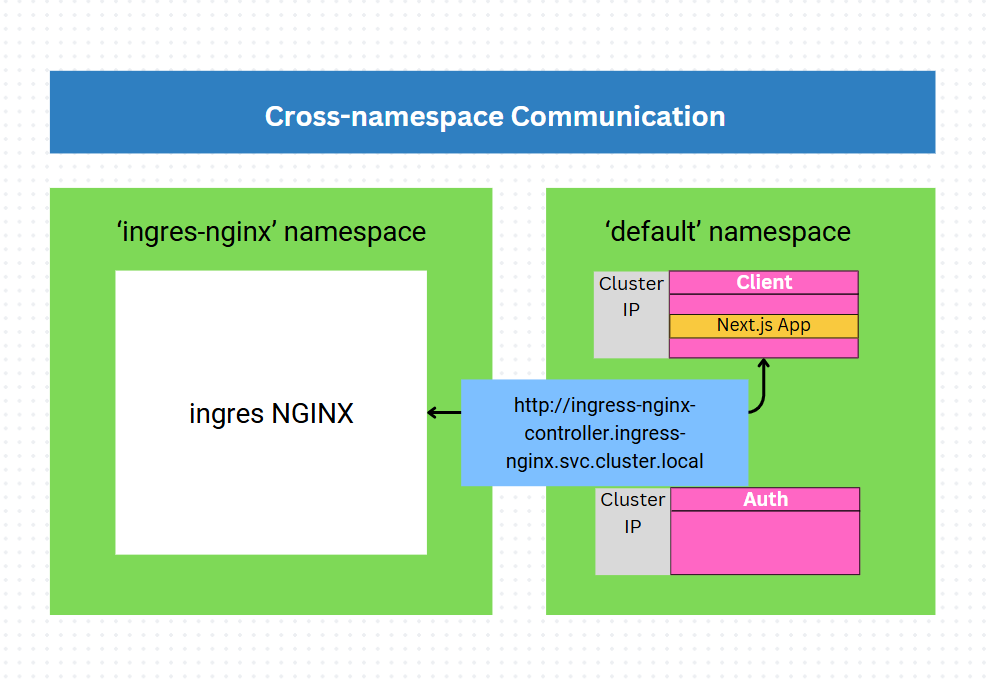 Cross-namespace Communication
‘ingres-nginx’ namespace
ingres NGINX
‘default’ namespace
Cluster
IP
Client
Next.js App
http://ingress-nginx-
controller.ingress-
nginx.svc.cluster.local
Cluster
IP
Auth